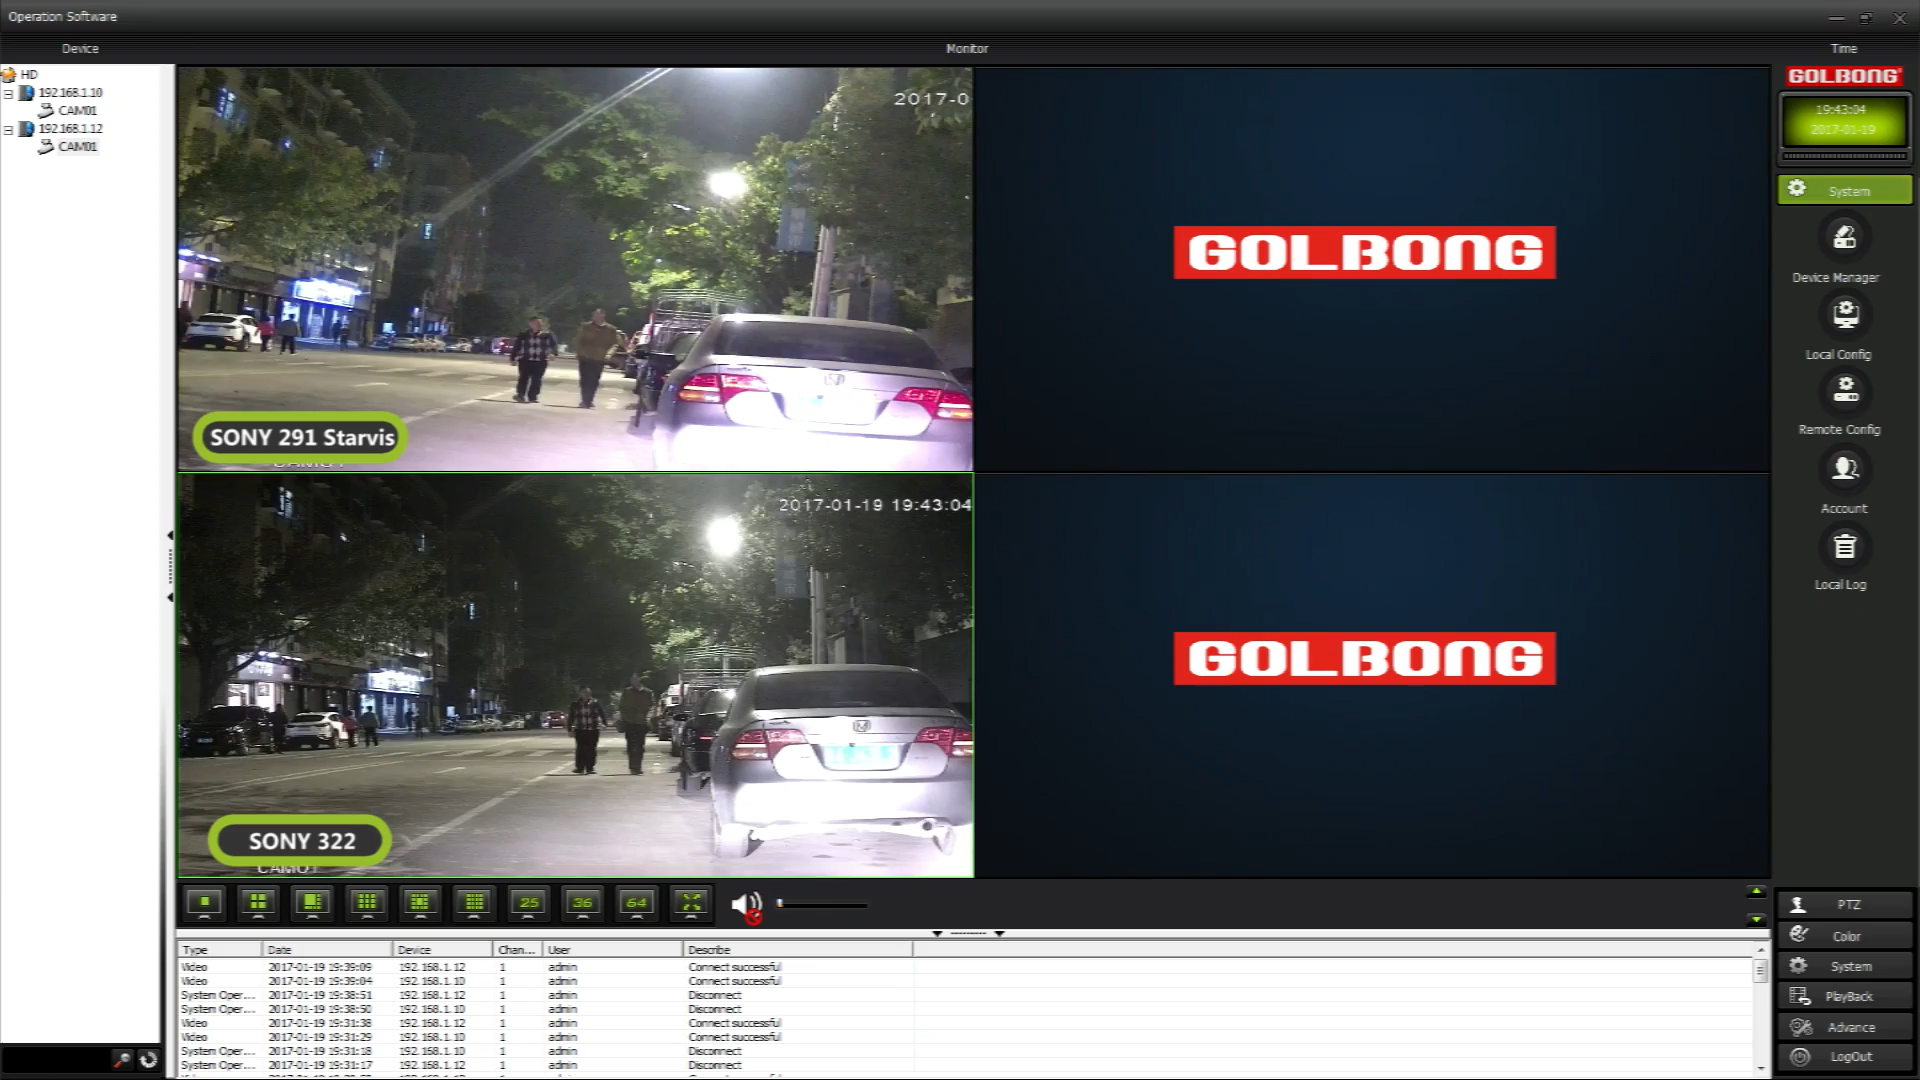 Operation Software
Device
Monitor
Time
HD
192.168.1.10
CAM01
192.168.1.12
CAM01
2017-0
SONY 291 Starvis
GOLBONG
2017-01-19 19:43:04
SONY 322
CAM01
GOLBONG
GOLBONG
19:43:04
2017-01-19
System
Device Manager
Local Config
Remote Config
Account
Local Log
25 36 64
PTZ
Color
System
PlayBack
Advance
LogOut
Type Date Device Chan... User Describe
Video 2017-01-19 19:39:09 192.168.1.12 1 admin Connect successful
Video 2017-01-19 19:39:04 192.168.1.10 1 admin Connect successful
System Oper... 2017-01-19 19:38:51 192.168.1.12 1 admin Disconnect
System Oper... 2017-01-19 19:38:50 192.168.1.10 1 admin Disconnect
Video 2017-01-19 19:31:38 192.168.1.12 1 admin Connect successful
Video 2017-01-19 19:31:29 192.168.1.10 1 admin Connect successful
System Oper... 2017-01-19 19:31:18 192.168.1.10 1 admin Disconnect
System Oper... 2017-01-19 19:31:17 192.168.1.12 1 admin Disconnect